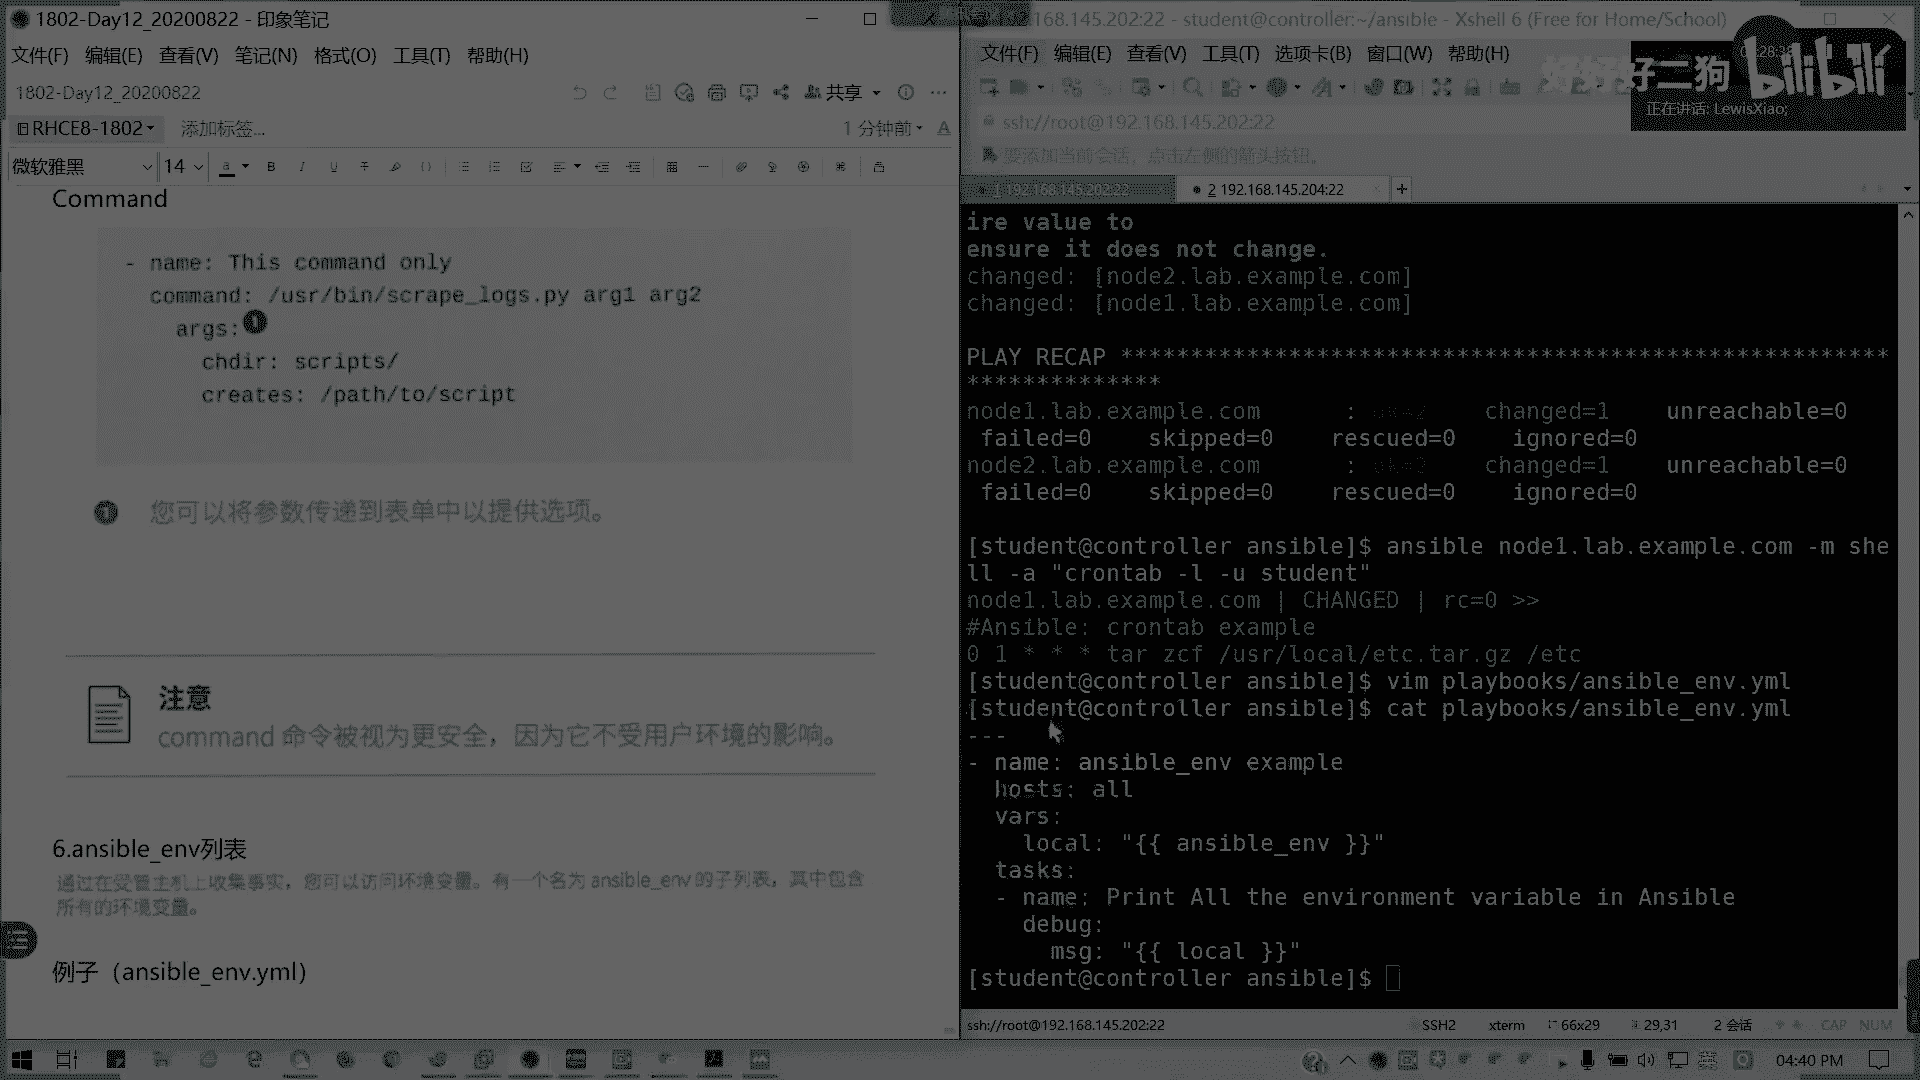 1802-Day12_20200822 - 印象笔记
文件(F) 编辑(E) 查看(V) 笔记(N) 格式(O) 工具(T) 帮助(H)
1802-Day12_20200822
共享
RHCE8-1802
添加标签...
1 分钟前
微软雅黑
14
Command
- name: This command only
command: /usr/bin/scrape_logs.py arg1 arg2
args: 1
chdir: scripts/
creates: /path/to/script
1 您可以将参数传递到表单中以提供选项。
注意
command 命令被视为更安全，因为它不受用户环境的影响。
6.ansible_env列表
通过在受管主机上收集事实，您可以访问环境变量。有一个名为 ansible_env 的子列表，其中包含
所有的环境变量。
例子（ansible_env.yml）
168.145.202:22 - student@controller:~/ansible - Xshell 6 (Free for Home/School)
文件(F) 编辑(E) 查看(V) 工具(T) 选项卡(B) 窗口(W) 帮助(H)
好二狗
bilibili
正在讲话: LewisXiao;
ssh://root@192.168.145.202:22
要添加当前会话，点击左侧的箭头按钮。
1 192.168.145.202:22
2 192.168.145.204:22
ire value to
ensure it does not change.
changed: [node2.lab.example.com]
changed: [node1.lab.example.com]
PLAY RECAP *******************************************************
**************
node1.lab.example.com : changed=1 unreachable=0
failed=0 skipped=0 rescued=0 ignored=0
node2.lab.example.com : changed=1 unreachable=0
failed=0 skipped=0 rescued=0 ignored=0
[student@controller ansible]$ ansible node1.lab.example.com -m she
ll -a "crontab -l -u student"
node1.lab.example.com | CHANGED | rc=0 >>
#Ansible: crontab example
0 1 * * * tar zcf /usr/local/etc.tar.gz /etc
[student@controller ansible]$ vim playbooks/ansible_env.yml
[student@controller ansible]$ cat playbooks/ansible_env.yml
---
- name: ansible_env example
hosts: all
vars:
local: "{{ ansible_env }}"
tasks:
- name: Print All the environment variable in Ansible
debug:
msg: "{{ local }}"
[student@controller ansible]$
ssh://root@192.168.145.202:22
SSH2
xterm
66x29
29,31
2 会话
CAP NUM
04:40 PM